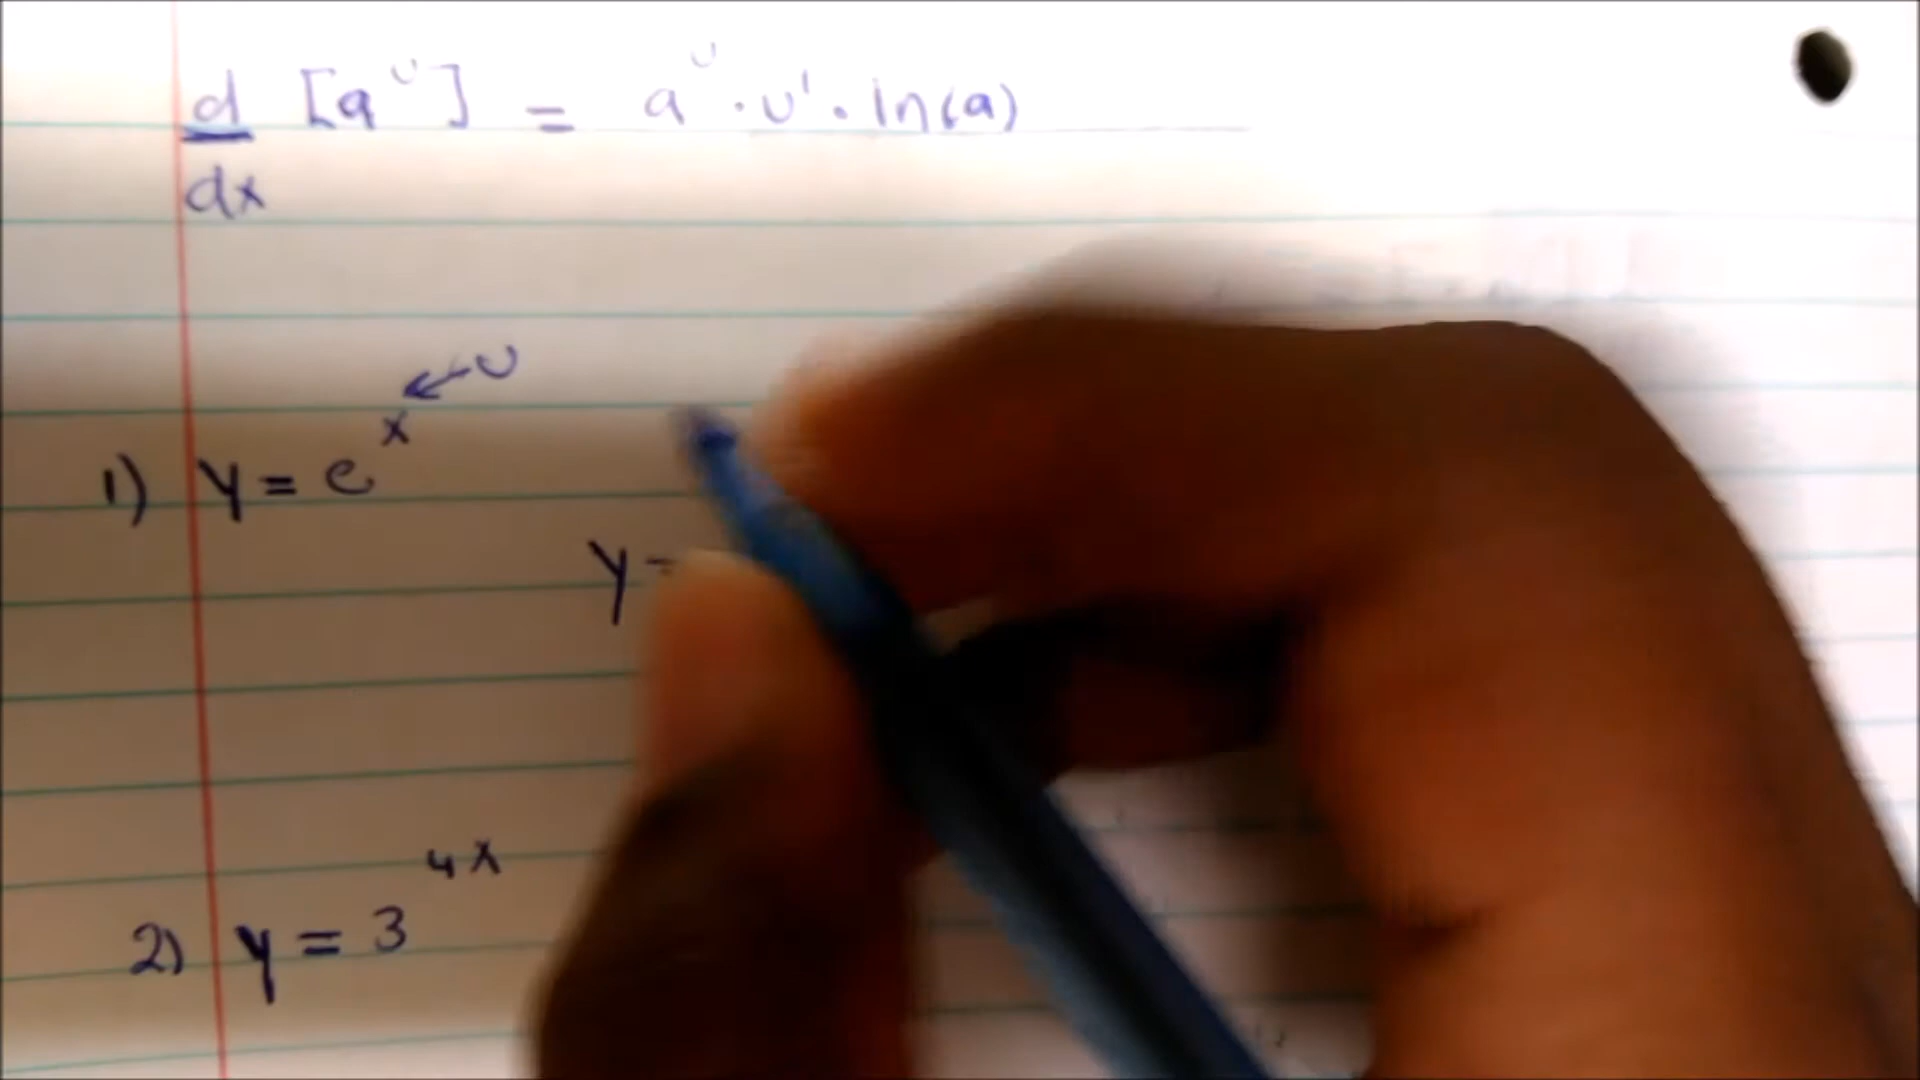 d/dx [a^u] = a^u · u' · ln(a)
← u
1) y = e^x
y =
2) y = 3^4x